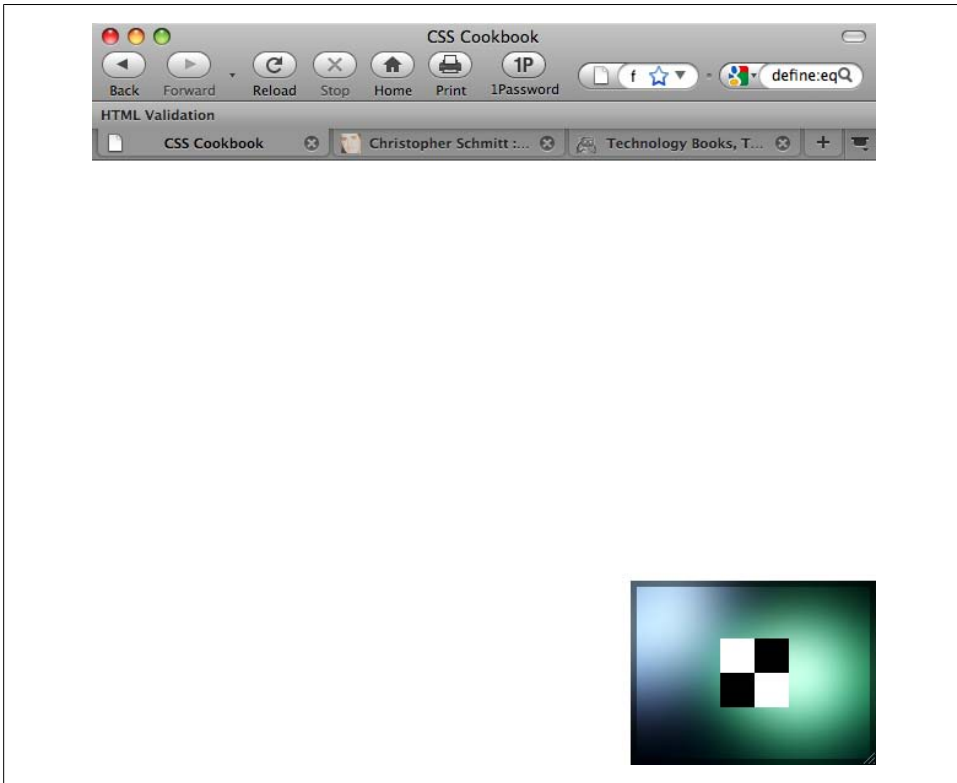 CSS Cookbook
1P
f
define:eq
Back Forward Reload Stop Home Print 1Password
HTML Validation
CSS Cookbook Christopher Schmitt :... Technology Books, T...